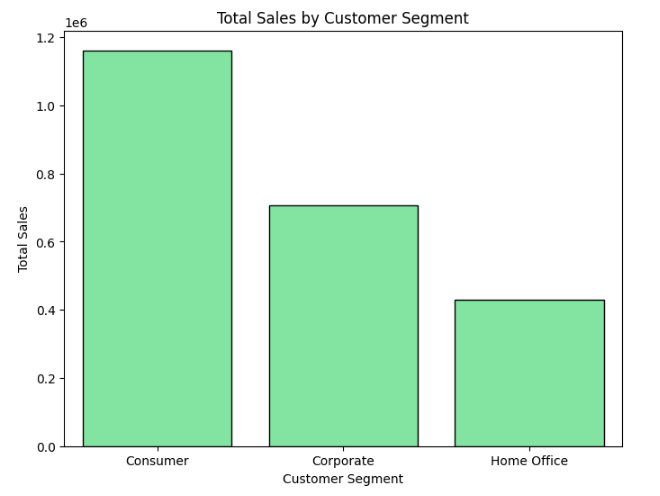 Total Sales by Customer Segment
1e6
1.2
1.0
0.8
0.6
0.4
0.2
0.0
Total Sales
Consumer
Corporate
Home Office
Customer Segment